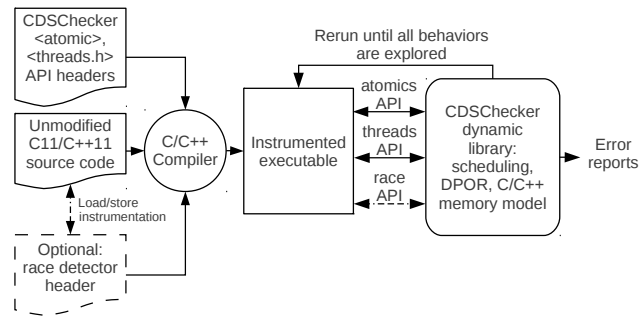 CDSChecker
<atomic>,
<threads.h>
API headers
Unmodified
C11/C++11
source code
Load/store
instrumentation
Optional:
race detector
header
C/C++
Compiler
Instrumented
executable
Rerun until all behaviors
are explored
atomics
API
threads
API
race
API
CDSChecker
dynamic
library:
scheduling,
DPOR, C/C++
memory model
Error
reports